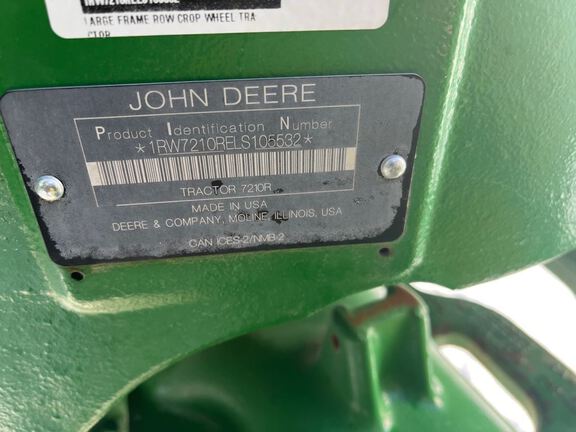 LARGE FRAME ROW CROP WHEEL TRA
CTOR
JOHN DEERE
Product Identification Number
*1RW7210RELS105532*
TRACTOR 7210R
MADE IN USA
DEERE & COMPANY, MOLINE, ILLINOIS, USA
CAN ICES-2/NMB-2